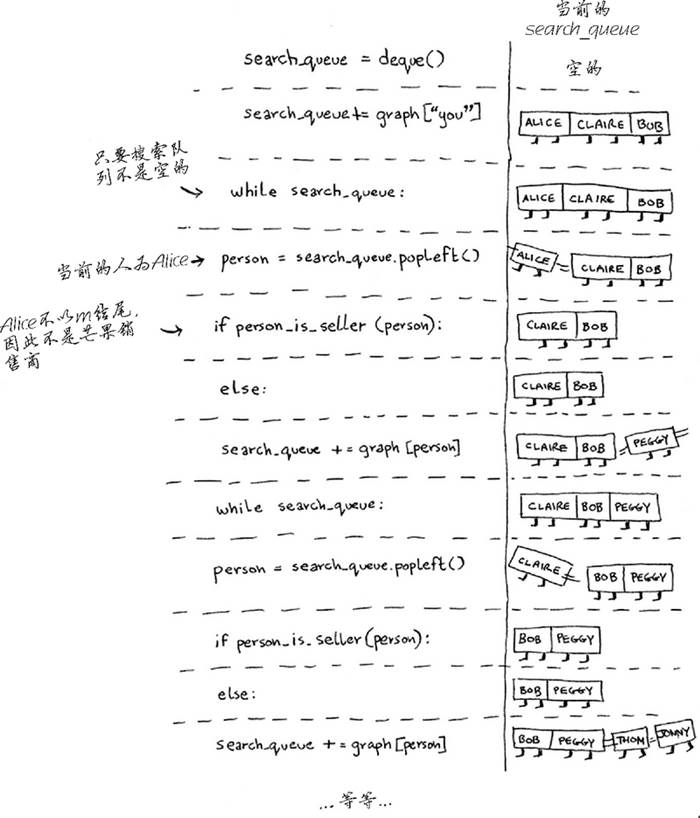 当前的
search_queue
search_queue = deque()
空的
search_queue += graph["you"]
ALICE CLAIRE BOB
只要搜索队
列不是空的
while search_queue:
ALICE CLAIRE BOB
当前的人为Alice
person = search_queue.popleft()
ALICE CLAIRE BOB
Alice不以m结尾,
因此不是芒果销
售商
if person_is_seller (person):
CLAIRE BOB
else:
CLAIRE BOB
search_queue += graph [person]
CLAIRE BOB PEGGY
while search_queue:
CLAIRE BOB PEGGY
person = search_queue.popleft()
CLAIRE BOB PEGGY
if person_is_seller(person):
BOB PEGGY
else:
BOB PEGGY
search_queue += graph [person]
BOB PEGGY THOM JONNY
...等等...